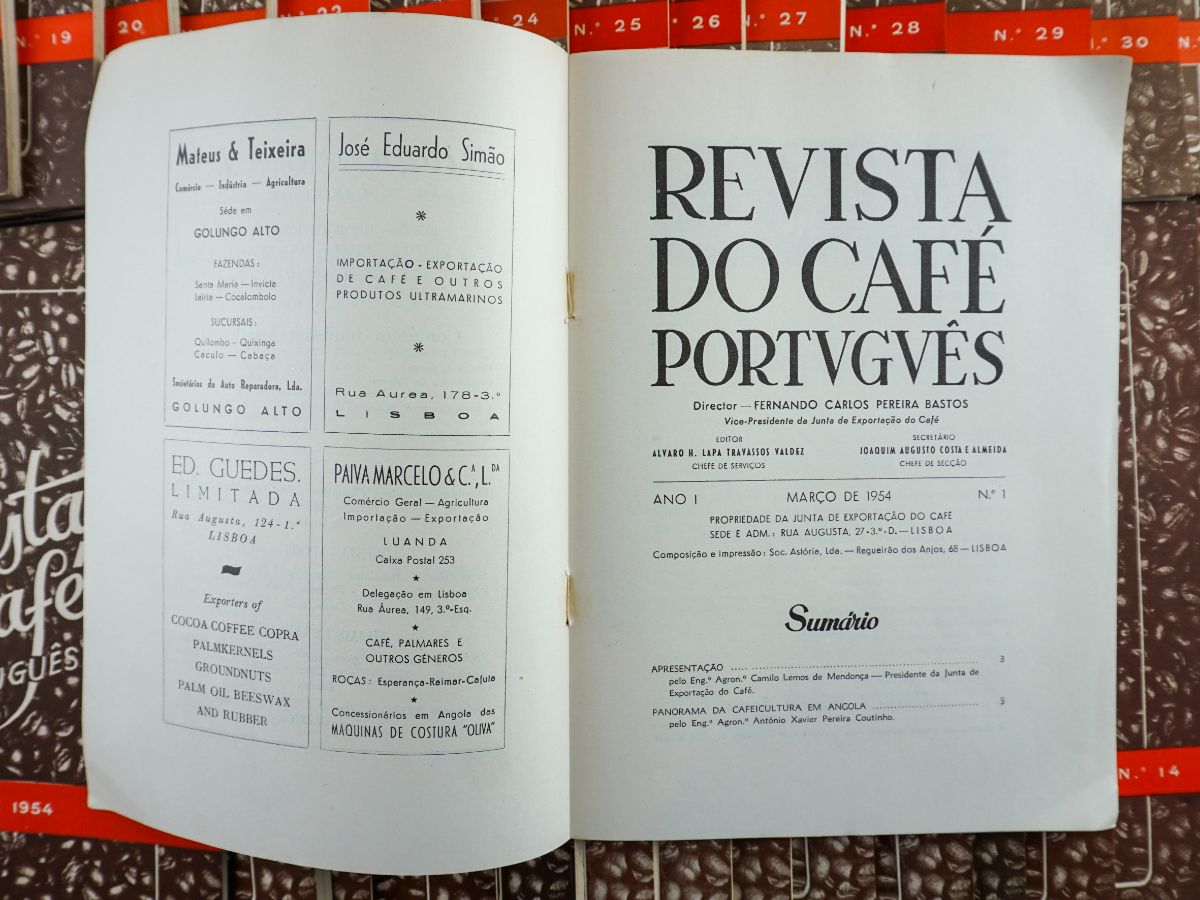 N.º 19
20
24
N.º 25
º 26
N.º 27
N.º 28
N.º 29
30
Mateus & Teixeira
Comércio — Indústria — Agricultura
Séde em
GOLUNGO ALTO
FAZENDAS :
Santa Maria — Invicta
Leiria — Cocalombolo
SUCURSAIS :
Quilombo - Quixinga
Caculo — Cabaça
Societários da Auto Reparadora, Lda.
GOLUNGO ALTO
José Eduardo Simão
*
IMPORTAÇÃO - EXPORTAÇÃO
DE CAFÉ E OUTROS
PRODUTOS ULTRAMARINOS
*
Rua Aurea, 178-3.º
LISBOA
ED. GUEDES,
LIMITADA
Rua Augusta, 124-1.º
LISBOA
Exporters of
COCOA COFFEE COPRA
PALMKERNELS
GROUNDNUTS
PALM OIL BEESWAX
AND RUBBER
PAIVA MARCELO & C.ª, L.DA
Comércio Geral — Agricultura
Importação — Exportação
LUANDA
Caixa Postal 253
★
Delegação em Lisboa
Rua Áurea, 149, 3.º-Esq.
★
CAFÉ, PALMARES E
OUTROS GÉNEROS
ROÇAS : Esperança-Raimar-Cajuta
★
Concessionários em Angola das
MAQUINAS DE COSTURA "OLIVA"
REVISTA
DO CAFÉ
PORTVGVÊS
Director — FERNANDO CARLOS PEREIRA BASTOS
Vice-Presidente da Junta de Exportação do Café
EDITOR
ALVARO H. LAPA TRAVASSOS VALDEZ
CHEFE DE SERVIÇOS
SECRETÁRIO
JOAQUIM AUGUSTO COSTA E ALMEIDA
CHEFE DE SECÇÃO
ANO I MARÇO DE 1954 N.º 1
PROPRIEDADE DA JUNTA DE EXPORTAÇÃO DO CAFÉ
SEDE E ADM.: RUA AUGUSTA, 27-3.º-D. — LISBOA
Composição e impressão : Soc. Astória, Lda. — Regueirão dos Anjos, 68 — LISBOA
Sumário
APRESENTAÇÃO ..... 3
pelo Eng.º Agron.º Camilo Lemos de Mendonça — Presidente da Junta de
Exportação do Café.
PANORAMA DA CAFEICULTURA EM ANGOLA ..... 5
pelo Eng.º Agron.º António Xavier Pereira Coutinho.
sta
afé
UGUÊS
1954
N.º 14